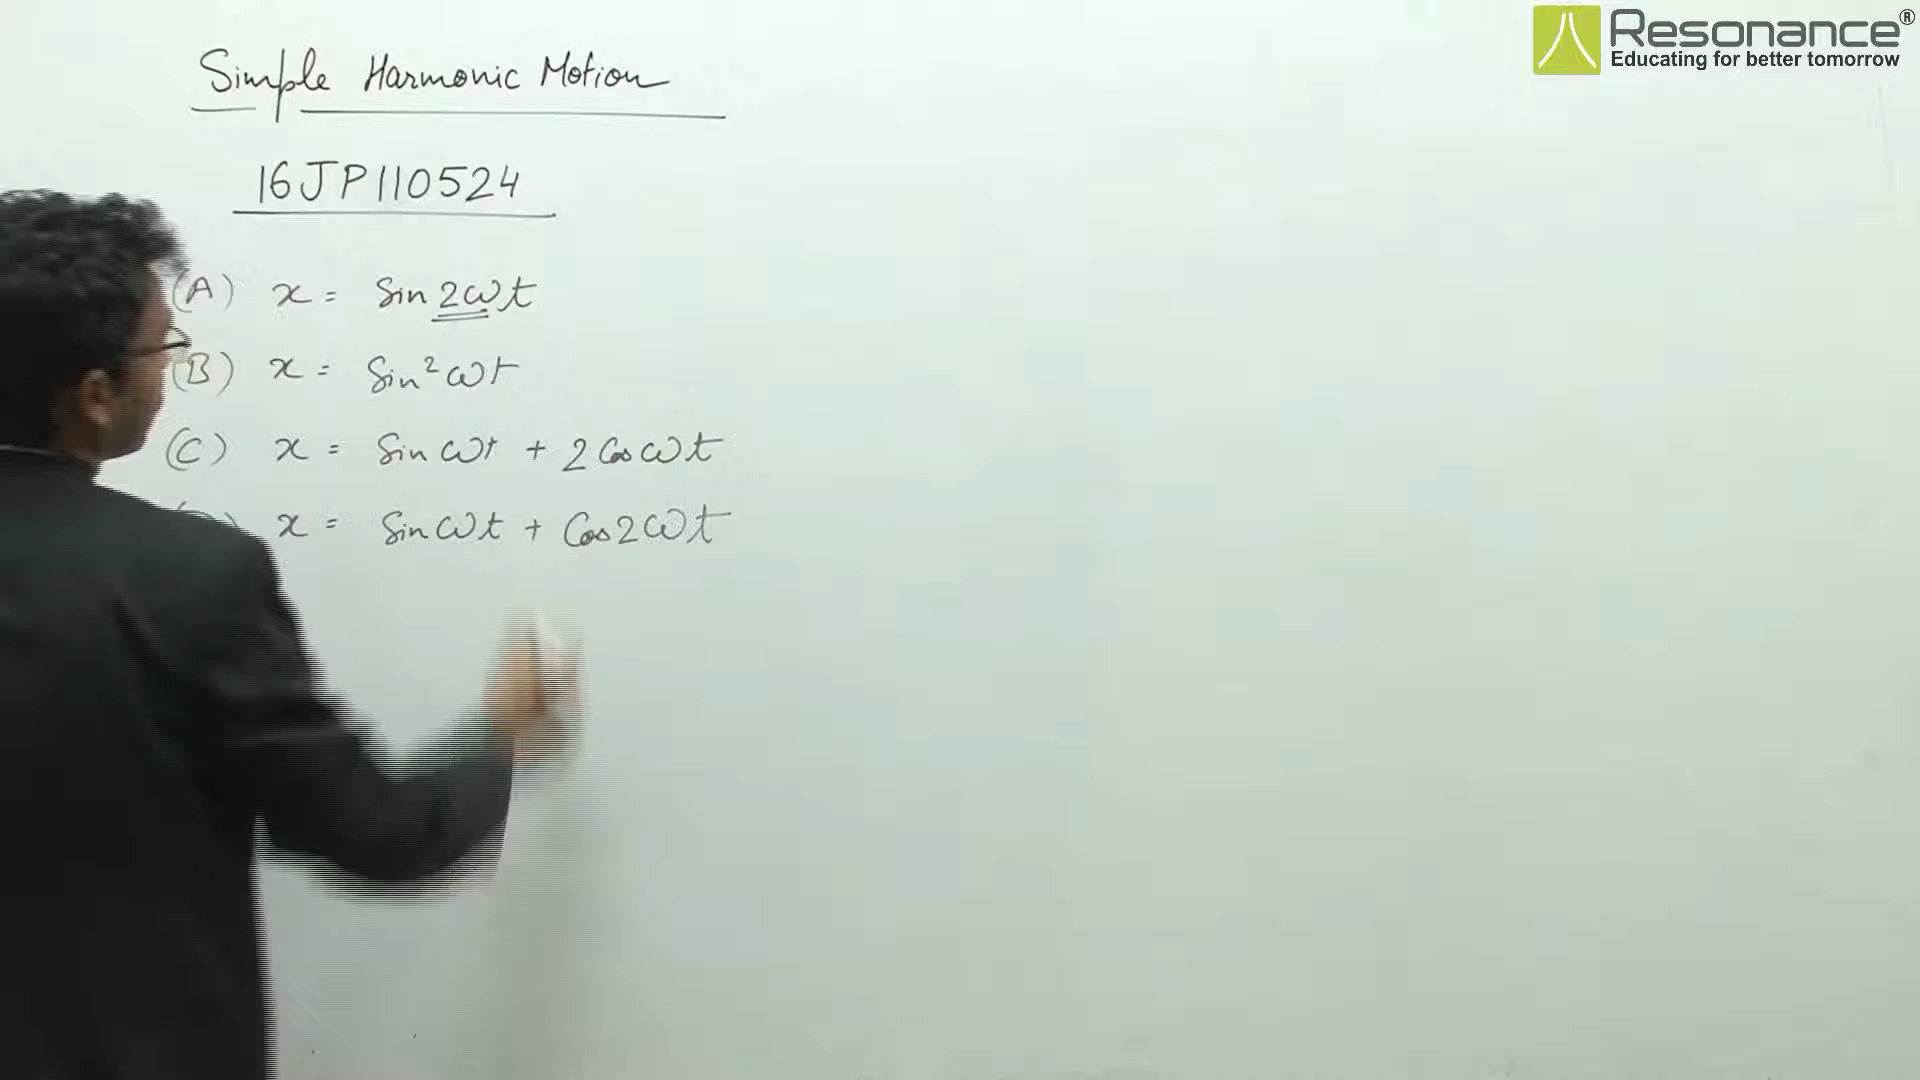 Resonance®
Educating for better tomorrow
Simple Harmonic Motion
16JP110524
(A) x = Sin 2ωt
(B) x = Sin²ωt
(C) x = Sin ωt + 2 Cos ωt
x = Sin ωt + Cos 2ωt